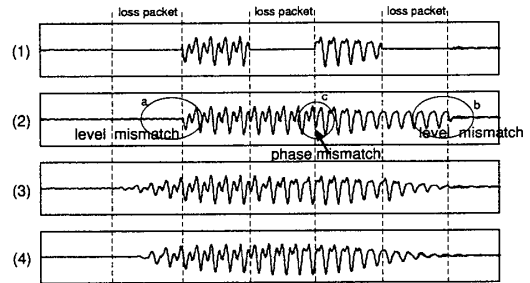 loss packet loss packet loss packet
(1)
a c b
(2)
level mismatch level mismatch
phase mismatch
(3)
(4)